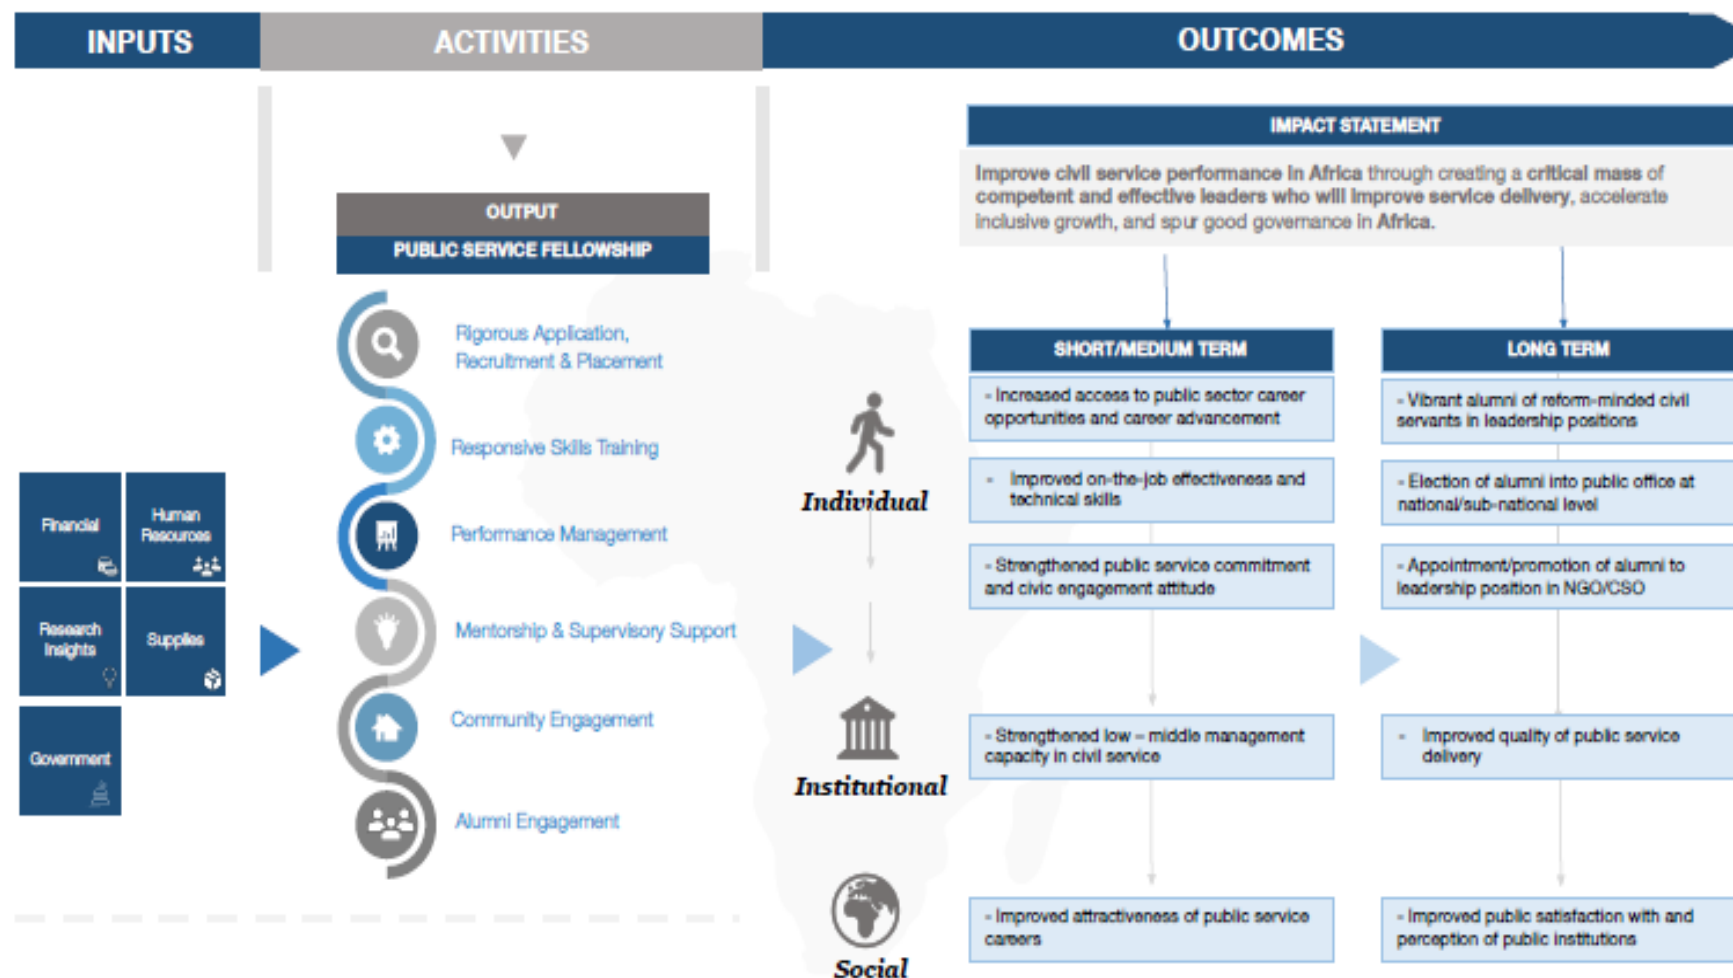 INPUTS
ACTIVITIES
OUTCOMES
IMPACT STATEMENT
Improve civil service performance in Africa through creating a critical mass of
competent and effective leaders who will improve service delivery, accelerate
inclusive growth, and spur good governance in Africa.
OUTPUT
PUBLIC SERVICE FELLOWSHIP
Rigorous Application,
Recruitment & Placement
Responsive Skills Training
Performance Management
Mentorship & Supervisory Support
Community Engagement
Alumni Engagement
Financial
Human
Resources
Research
Insights
Supplies
Government
Individual
Institutional
Social
SHORT/MEDIUM TERM
- Increased access to public sector career
opportunities and career advancement
- Improved on-the-job effectiveness and
technical skills
- Strengthened public service commitment
and civic engagement attitude
- Strengthened low – middle management
capacity in civil service
- Improved attractiveness of public service
careers
LONG TERM
- Vibrant alumni of reform-minded civil
servants in leadership positions
- Election of alumni into public office at
national/sub-national level
- Appointment/promotion of alumni to
leadership position in NGO/CSO
- Improved quality of public service
delivery
- Improved public satisfaction with and
perception of public institutions